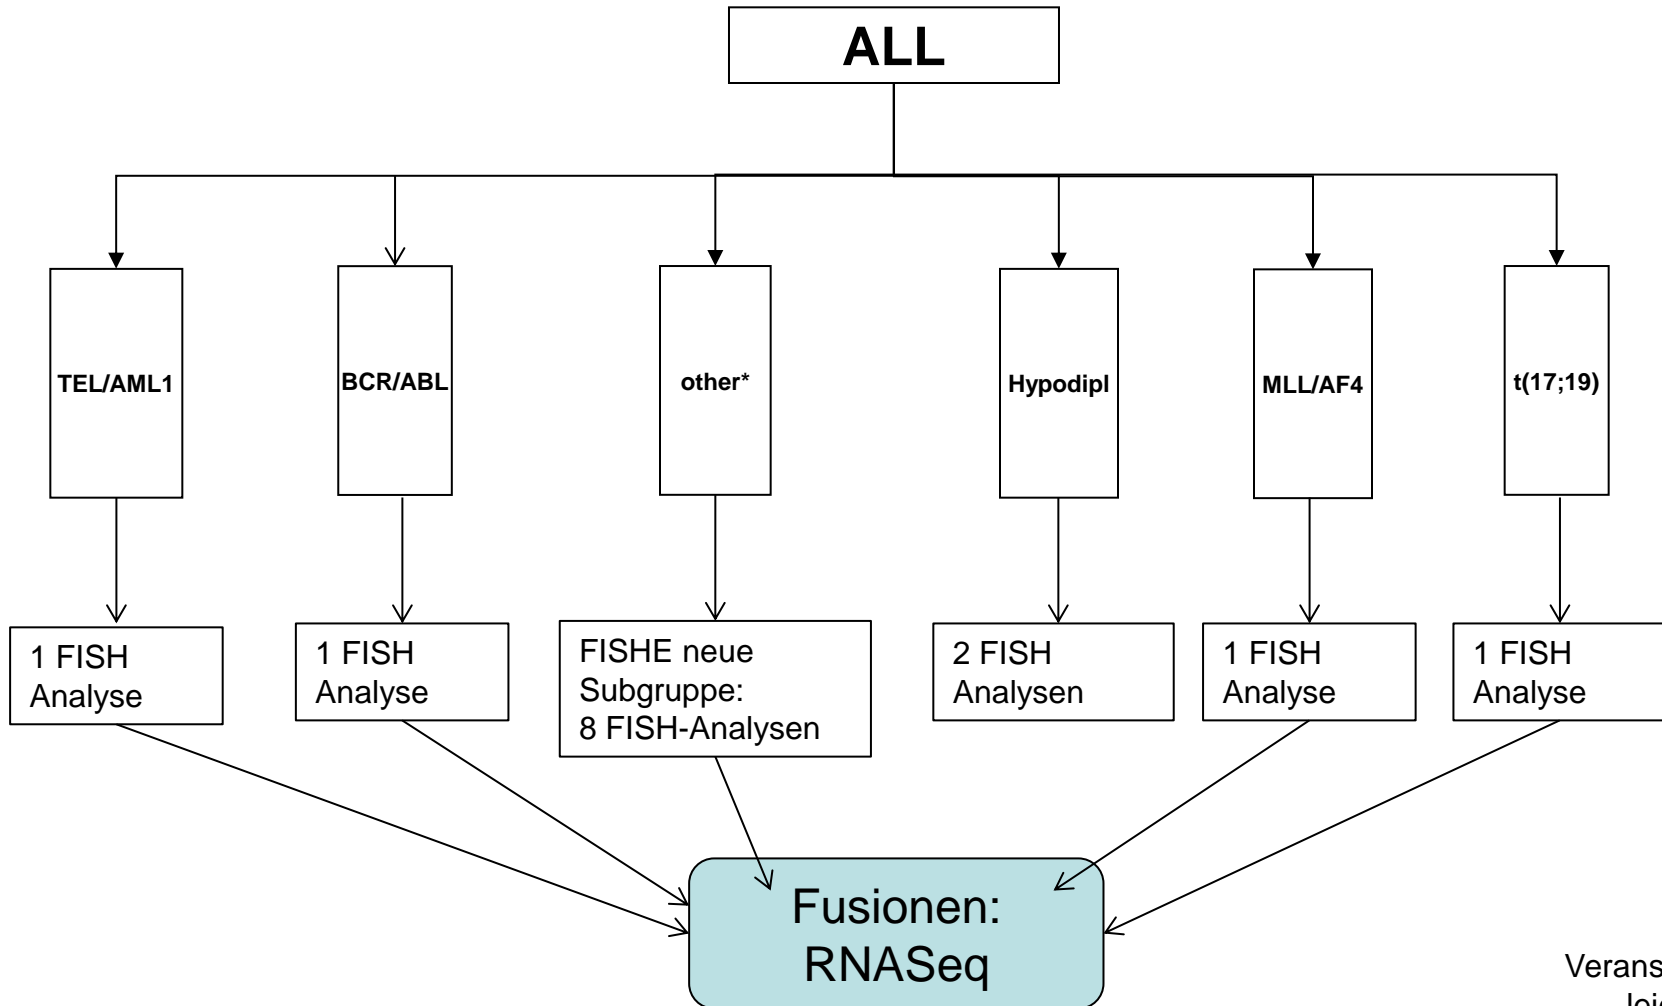 ALL
TEL/AML1
BCR/ABL
other*
Hypodipl
MLL/AF4
t(17;19)
1 FISH
Analyse
1 FISH
Analyse
FISHE neue
Subgruppe:
8 FISH-Analysen
2 FISH
Analysen
1 FISH
Analyse
1 FISH
Analyse
Fusionen:
RNASeq